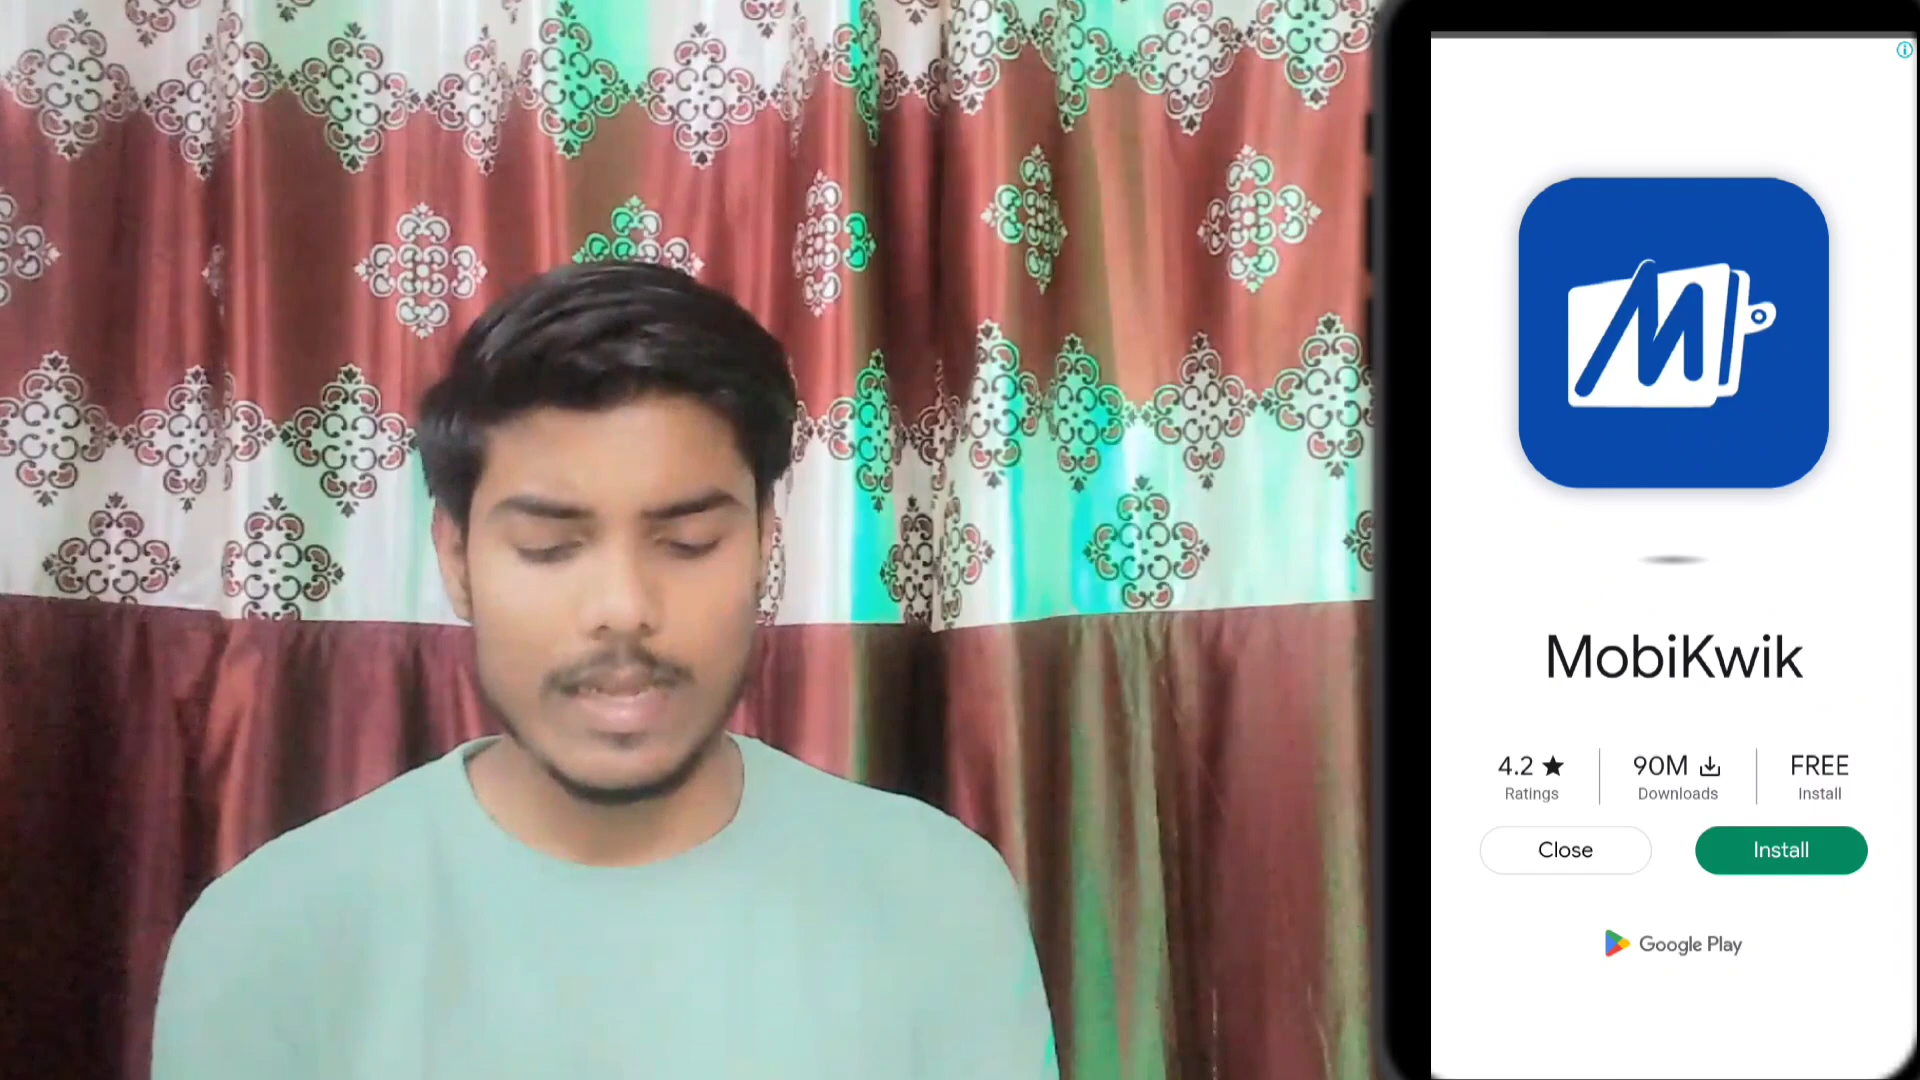 M
MobiKwik
4.2 ★
Ratings
90M
Downloads
FREE
Install
Close
Install
Google Play